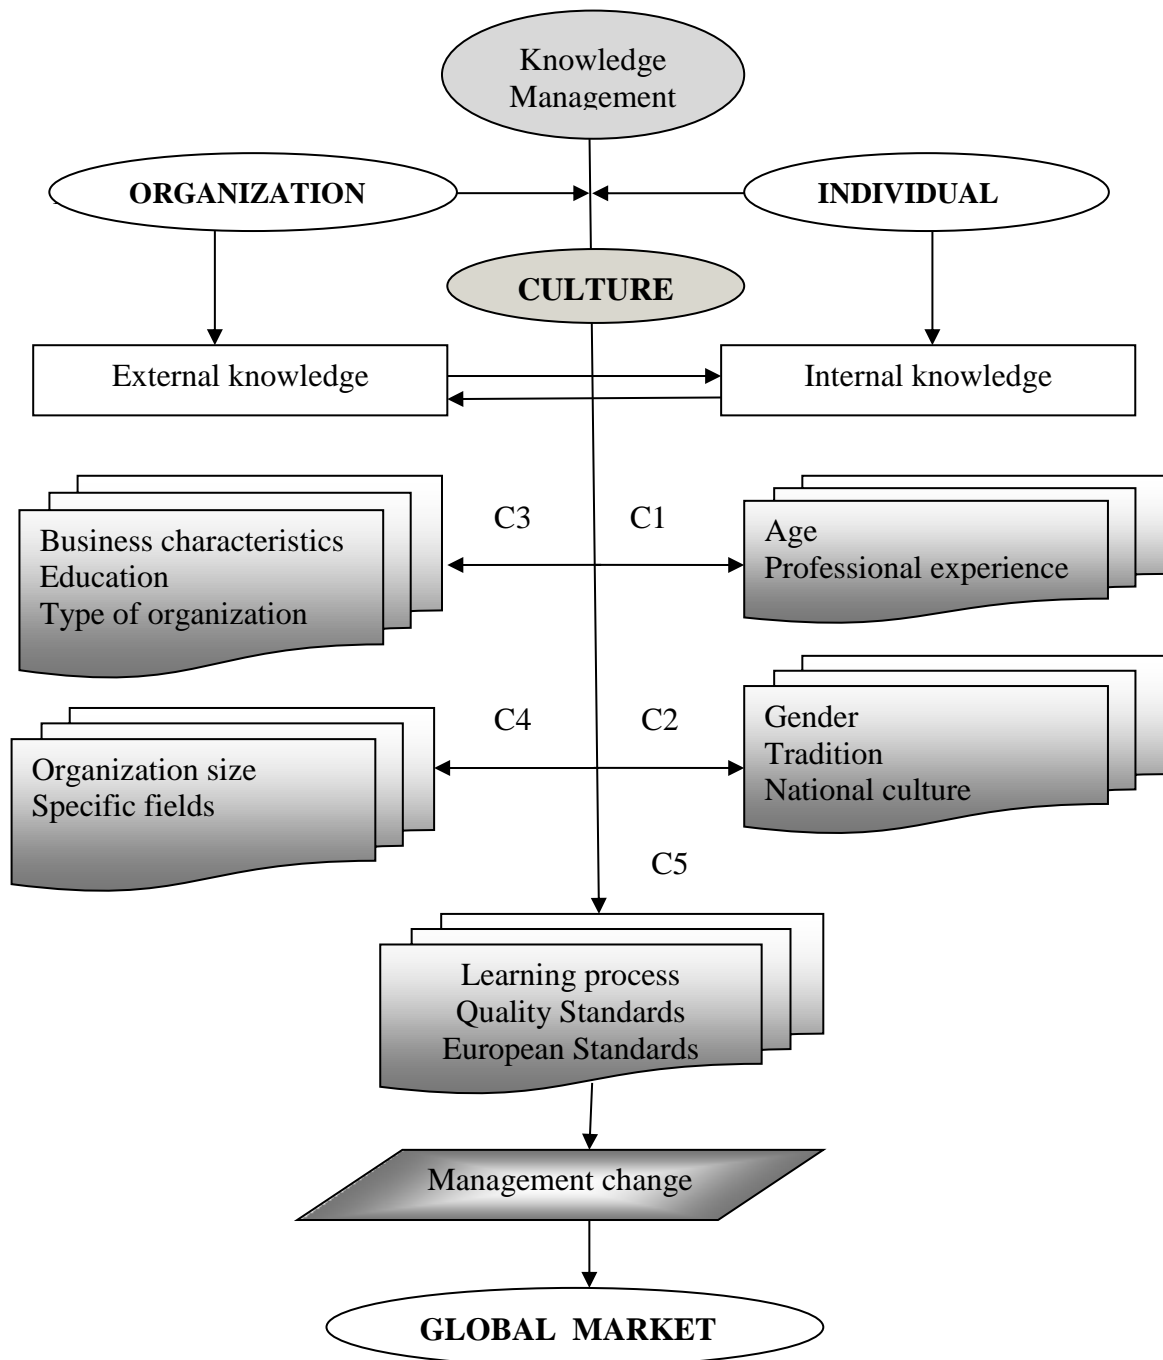 Knowledge
Management
ORGANIZATION
INDIVIDUAL
CULTURE
External knowledge
Internal knowledge
C3
C1
Business characteristics
Education
Type of organization
Age
Professional experience
C4
C2
Organization size
Specific fields
Gender
Tradition
National culture
C5
Learning process
Quality Standards
European Standards
Management change
GLOBAL MARKET